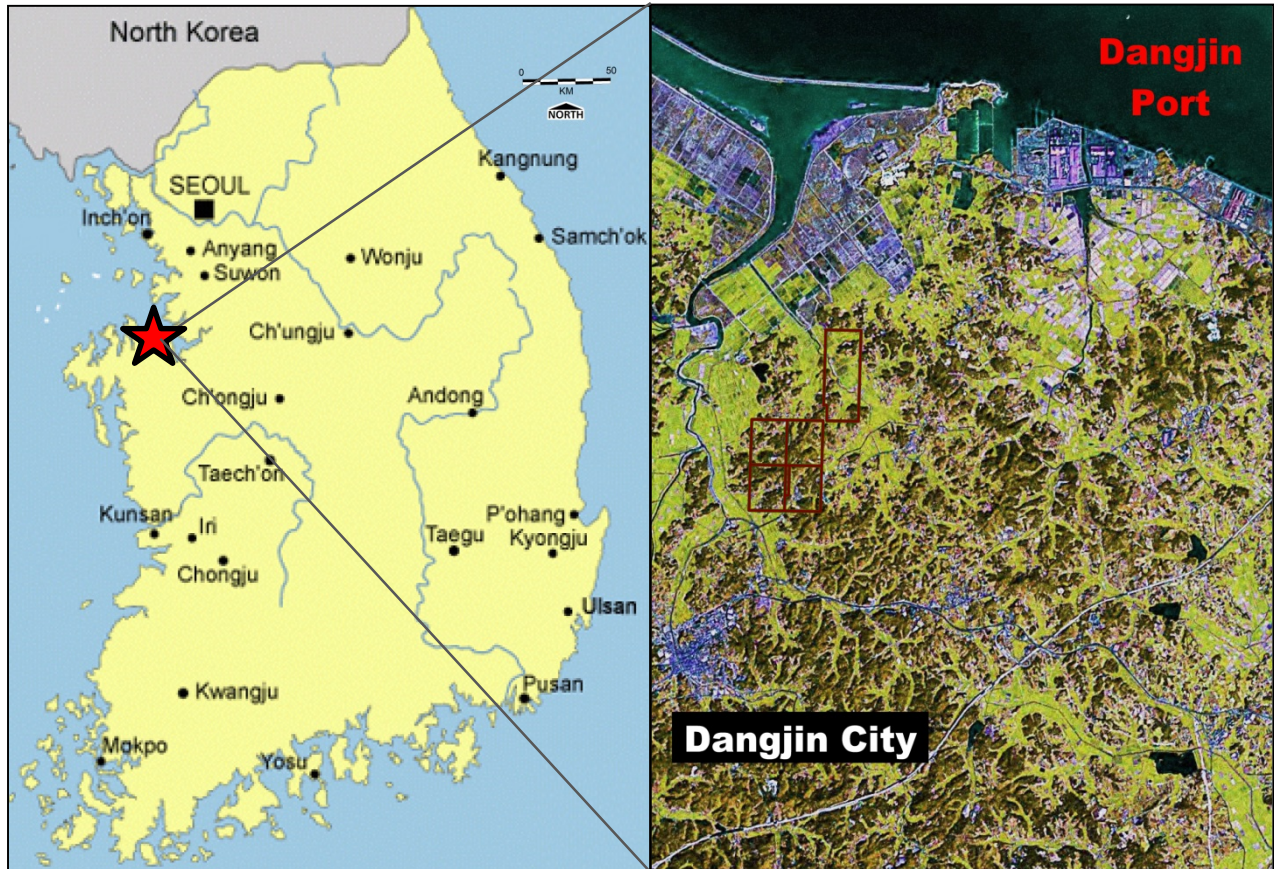 North Korea
0 50
KM
NORTH
Kangnung
SEOUL
Inch'on
Samch'ok
Anyang
Wonju
Suwon
Ch'ungju
Ch'ongju
Andong
Taech'on
Kunsan
Iri
P'ohang
Taegu
Kyongju
Chongju
Ulsan
Kwangju
Pusan
Mokpo
Yosu
Dangjin
Port
Dangjin City